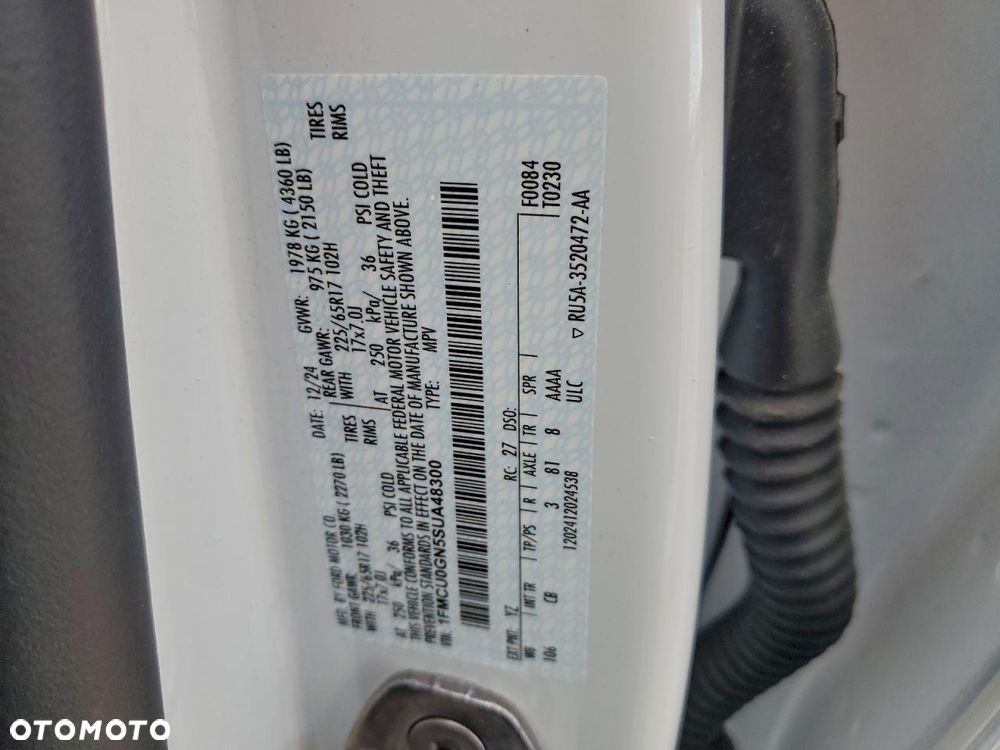 MFD. BY FORD MOTOR CO. DATE: 12/24 GVWR: 1978 KG ( 4360 LB)
FRONT GAWR: 1030 KG ( 2270 LB) REAR GAWR: 975 KG ( 2150 LB)
WITH 225/65R17 102H TIRES WITH 225/65R17 102H TIRES
17x7.0J RIMS 17x7.0J RIMS
AT 250 kPa/ 36 PSI COLD AT 250 kPa/ 36 PSI COLD
THIS VEHICLE CONFORMS TO ALL APPLICABLE FEDERAL MOTOR VEHICLE SAFETY AND THEFT
PREVENTION STANDARDS IN EFFECT ON THE DATE OF MANUFACTURE SHOWN ABOVE.
VIN: 1FMCU0GN5SUA48300 TYPE: MPV
EXT PNT: YZ RC: 27 DSO: F0084
WB INT TR TP/PS R AXLE TR SPR T0230
106 CB 3 81 8 AAAA
1202412024538 ULC ▽ RU5A-3520472-AA
OTOMOTO